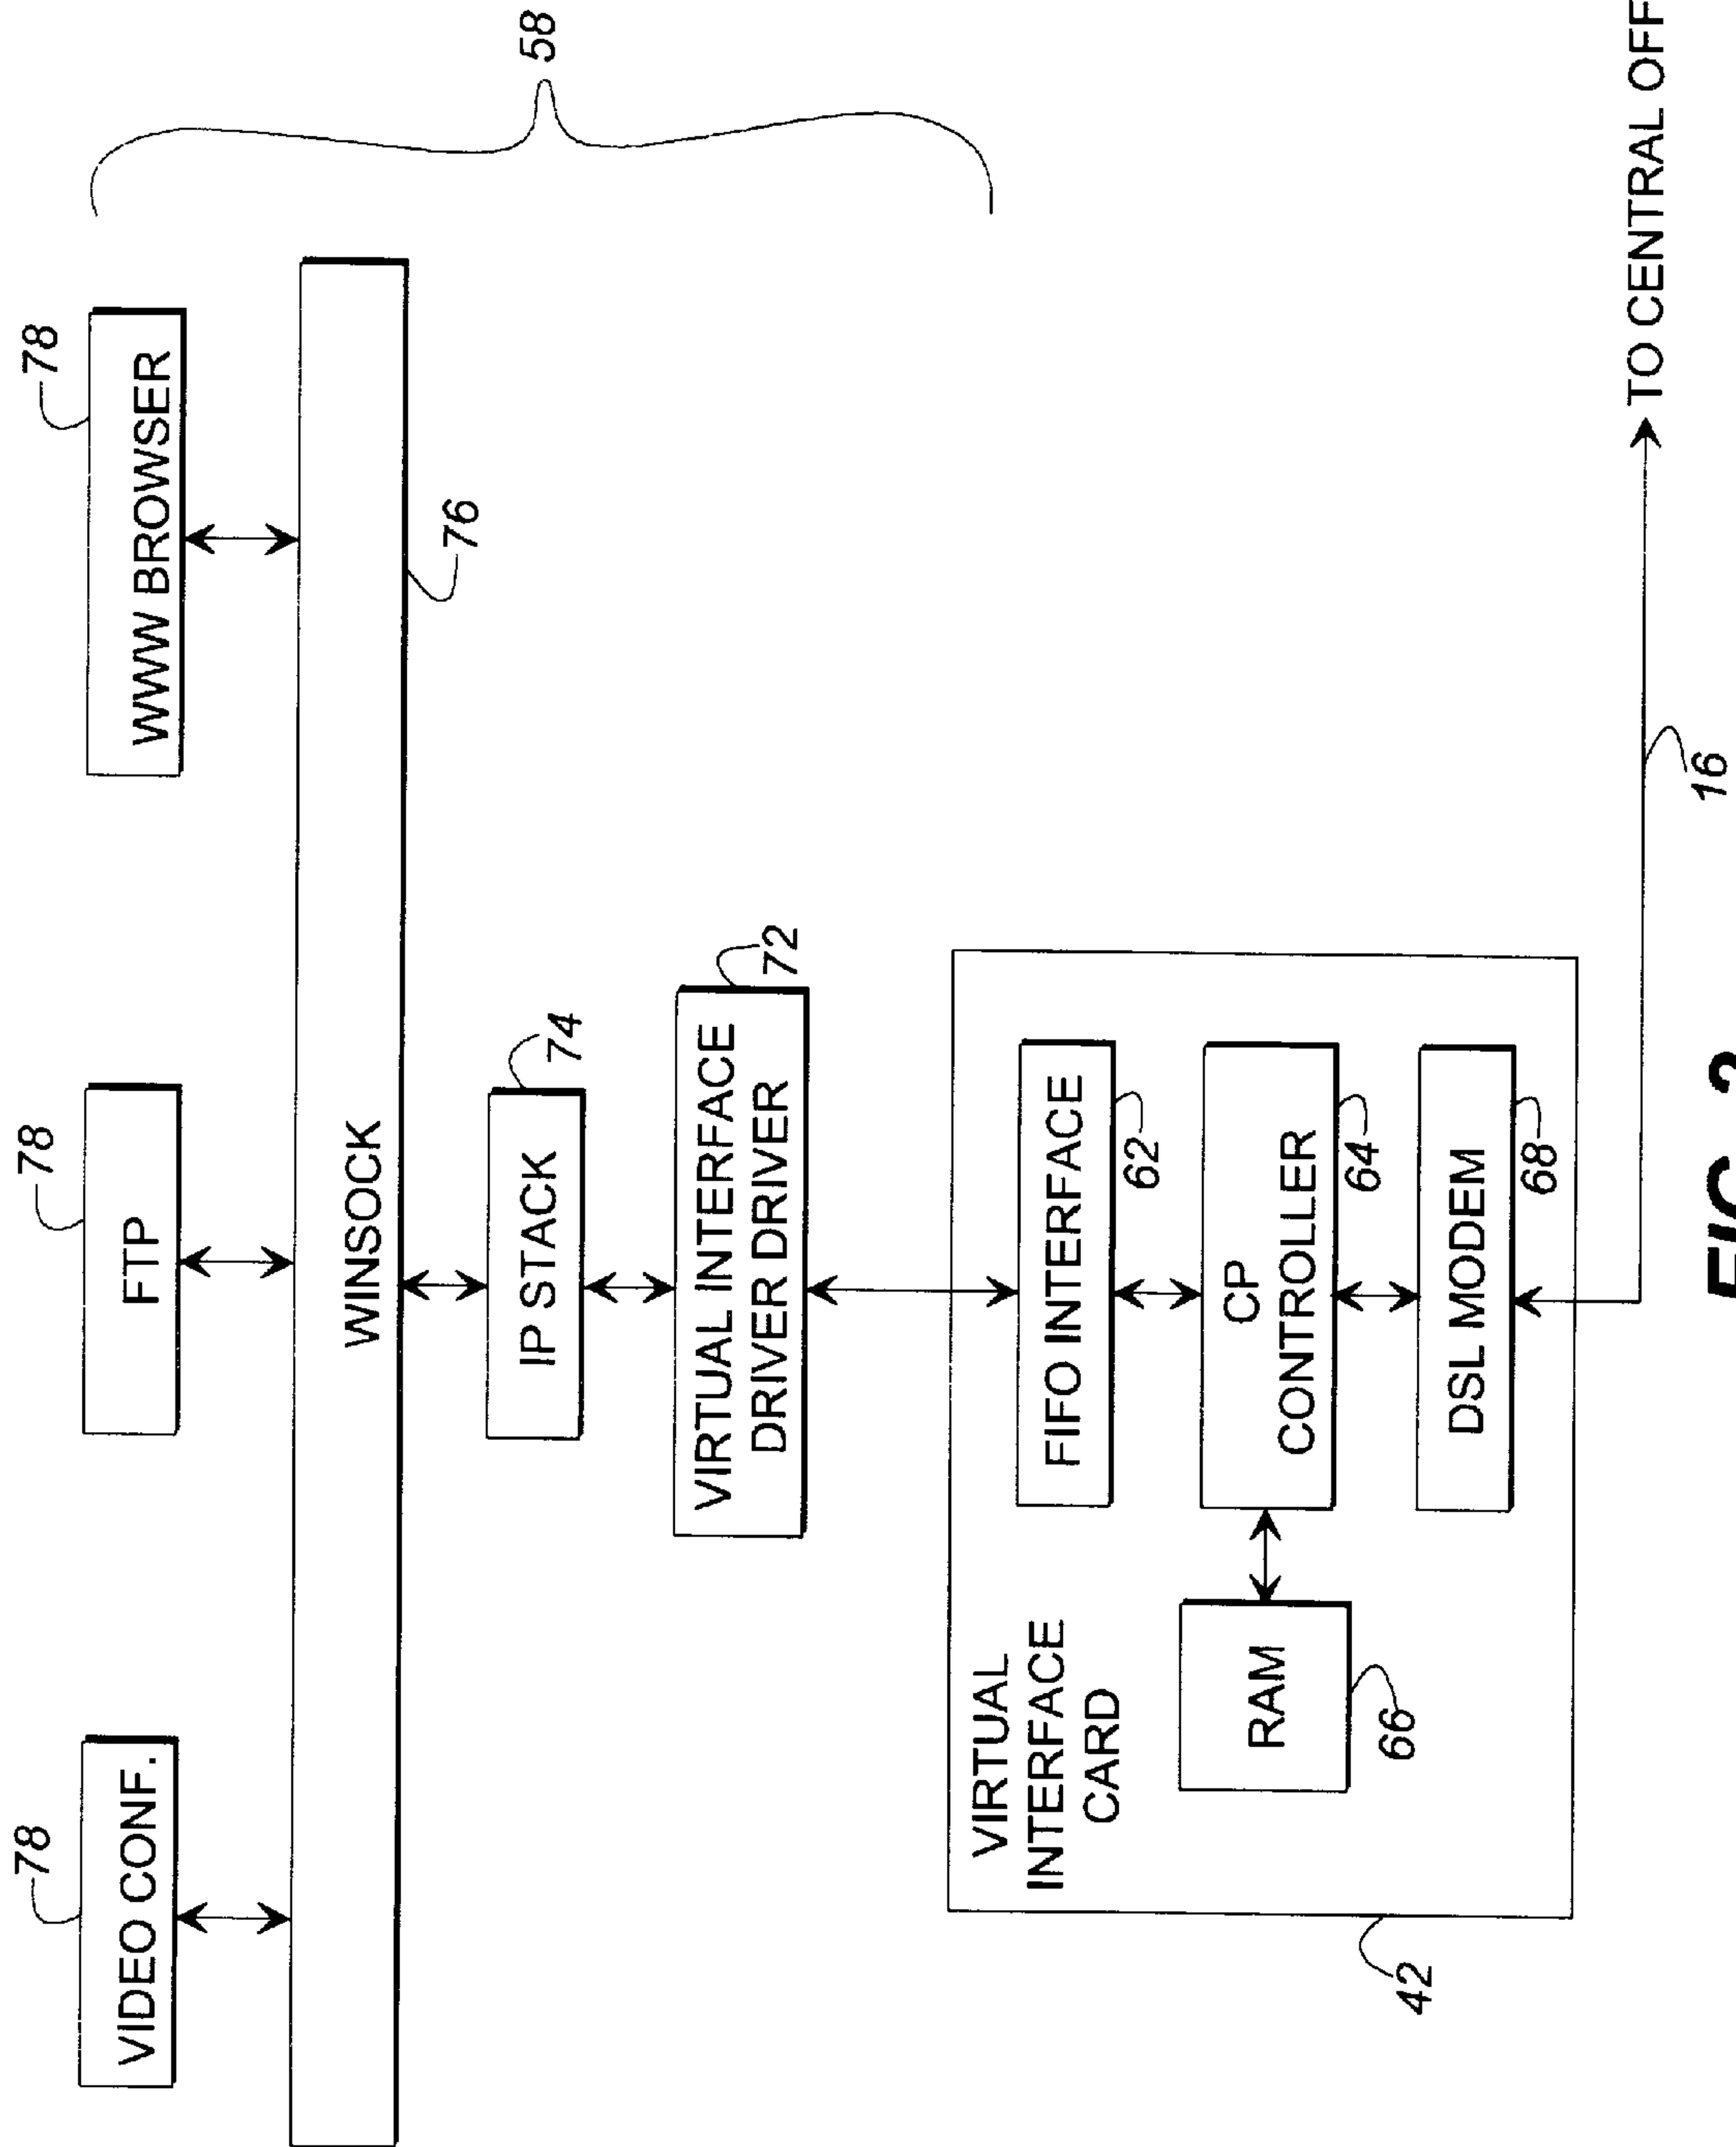 78
78
78
VIDEO CONF.
FTP
WWW BROWSER
WINSOCK
76
58
IP STACK
74
VIRTUAL INTERFACE
DRIVER DRIVER
72
VIRTUAL
INTERFACE
CARD
FIFO INTERFACE
62
RAM
66
CP
CONTROLLER
64
42
DSL MODEM
68
TO CENTRAL OFF
16
FIG.